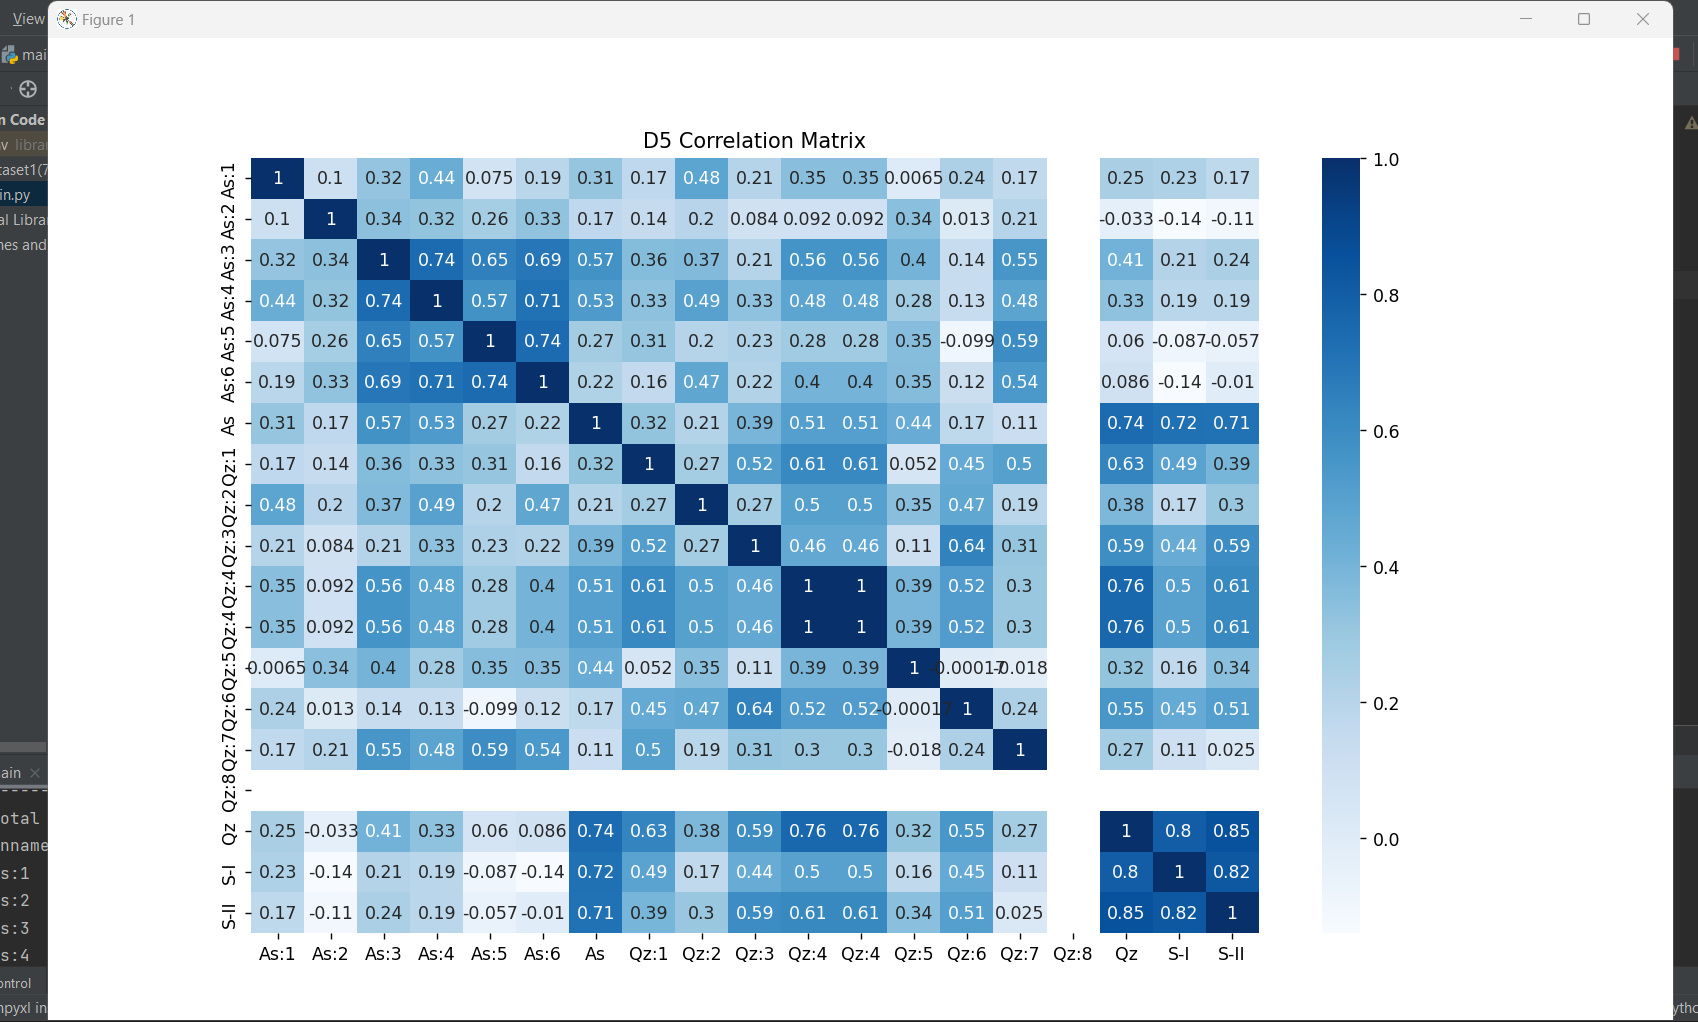 View
Figure 1
mai
n Code
v librar
taset1(7
in.py
al Librar
nes and
D5 Correlation Matrix
As:1 1 0.1 0.32 0.44 0.075 0.19 0.31 0.17 0.48 0.21 0.35 0.35 0.0065 0.24 0.17 0.25 0.23 0.17
As:2 0.1 1 0.34 0.32 0.26 0.33 0.17 0.14 0.2 0.084 0.092 0.092 0.34 0.013 0.21 -0.033 -0.14 -0.11
As:3 0.32 0.34 1 0.74 0.65 0.69 0.57 0.36 0.37 0.21 0.56 0.56 0.4 0.14 0.55 0.41 0.21 0.24
As:4 0.44 0.32 0.74 1 0.57 0.71 0.53 0.33 0.49 0.33 0.48 0.48 0.28 0.13 0.48 0.33 0.19 0.19
As:5 0.075 0.26 0.65 0.57 1 0.74 0.27 0.31 0.2 0.23 0.28 0.28 0.35 -0.099 0.59 0.06 -0.087 -0.057
As:6 0.19 0.33 0.69 0.71 0.74 1 0.22 0.16 0.47 0.22 0.4 0.4 0.35 0.12 0.54 0.086 -0.14 -0.01
As 0.31 0.17 0.57 0.53 0.27 0.22 1 0.32 0.21 0.39 0.51 0.51 0.44 0.17 0.11 0.74 0.72 0.71
Qz:1 0.17 0.14 0.36 0.33 0.31 0.16 0.32 1 0.27 0.52 0.61 0.61 0.052 0.45 0.5 0.63 0.49 0.39
Qz:2 0.48 0.2 0.37 0.49 0.2 0.47 0.21 0.27 1 0.27 0.5 0.5 0.35 0.47 0.19 0.38 0.17 0.3
Qz:3 0.21 0.084 0.21 0.33 0.23 0.22 0.39 0.52 0.27 1 0.46 0.46 0.11 0.64 0.31 0.59 0.44 0.59
Qz:4 0.35 0.092 0.56 0.48 0.28 0.4 0.51 0.61 0.5 0.46 1 1 0.39 0.52 0.3 0.76 0.5 0.61
Qz:4 0.35 0.092 0.56 0.48 0.28 0.4 0.51 0.61 0.5 0.46 1 1 0.39 0.52 0.3 0.76 0.5 0.61
Qz:5 -0.0065 0.34 0.4 0.28 0.35 0.35 0.44 0.052 0.35 0.11 0.39 0.39 1 -0.00017 -0.018 0.32 0.16 0.34
Qz:6 0.24 0.013 0.14 0.13 -0.099 0.12 0.17 0.45 0.47 0.64 0.52 0.52 -0.00017 1 0.24 0.55 0.45 0.51
Qz:7 0.17 0.21 0.55 0.48 0.59 0.54 0.11 0.5 0.19 0.31 0.3 0.3 -0.018 0.24 1 0.27 0.11 0.025
Qz:8
Qz 0.25 -0.033 0.41 0.33 0.06 0.086 0.74 0.63 0.38 0.59 0.76 0.76 0.32 0.55 0.27 1 0.8 0.85
S-I 0.23 -0.14 0.21 0.19 -0.087 -0.14 0.72 0.49 0.17 0.44 0.5 0.5 0.16 0.45 0.11 0.8 1 0.82
S-II 0.17 -0.11 0.24 0.19 -0.057 -0.01 0.71 0.39 0.3 0.59 0.61 0.61 0.34 0.51 0.025 0.85 0.82 1
As:1 As:2 As:3 As:4 As:5 As:6 As Qz:1 Qz:2 Qz:3 Qz:4 Qz:4 Qz:5 Qz:6 Qz:7 Qz:8 Qz S-I S-II
1.0
0.8
0.6
0.4
0.2
0.0
ain
otal
nname
s:1
s:2
s:3
s:4
ontrol
npyxl in
ytho